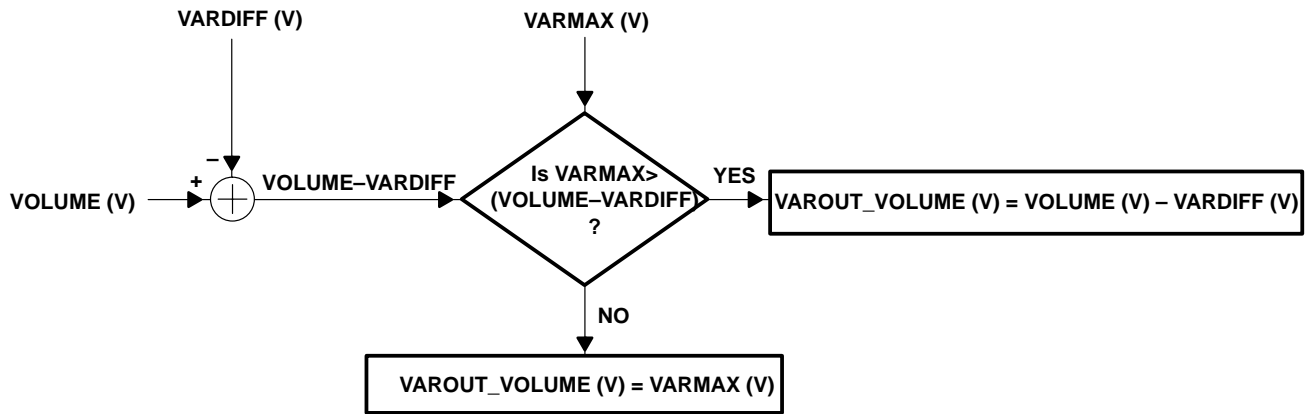 VARDIFF (V)
VARMAX (V)
–
+
VOLUME (V)
VOLUME–VARDIFF
Is VARMAX>
(VOLUME–VARDIFF)
?
YES
VAROUT_VOLUME (V) = VOLUME (V) – VARDIFF (V)
NO
VAROUT_VOLUME (V) = VARMAX (V)